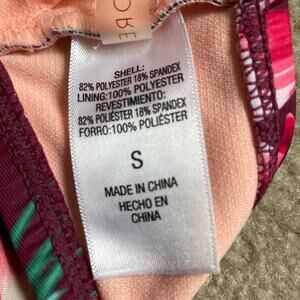 SHELL:
82% POLYESTER 18% SPANDEX
LINING:100% POLYESTER
REVESTIMIENTO:
82% POLIÉSTER 18% SPANDEX
FORRO:100% POLIÉSTER
S
MADE IN CHINA
HECHO EN
CHINA